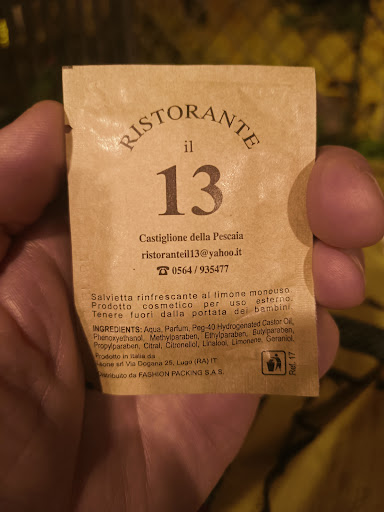 RISTORANTE
il
13
Castiglione della Pescaia
ristoranteil13@yahoo.it
☎ 0564 / 935477
Salvietta rinfrescante al limone monouso.
Prodotto cosmetico per uso esterno.
Tenere fuori dalla portata dei bambini.
INGREDIENTS: Aqua, Parfum, Peg-40 Hydrogenated Castor Oil,
Phenoxyethanol, Methylparaben, Ethylparaben, Butylparaben,
Propylparaben, Citral, Citronellol, Linalool, Limonene, Geraniol.
Prodotto in Italia da
srl Via Dogana 25, Lugo (RA) IT
Distribuito da FASHION PACKING S.A.S.
Ref. 17